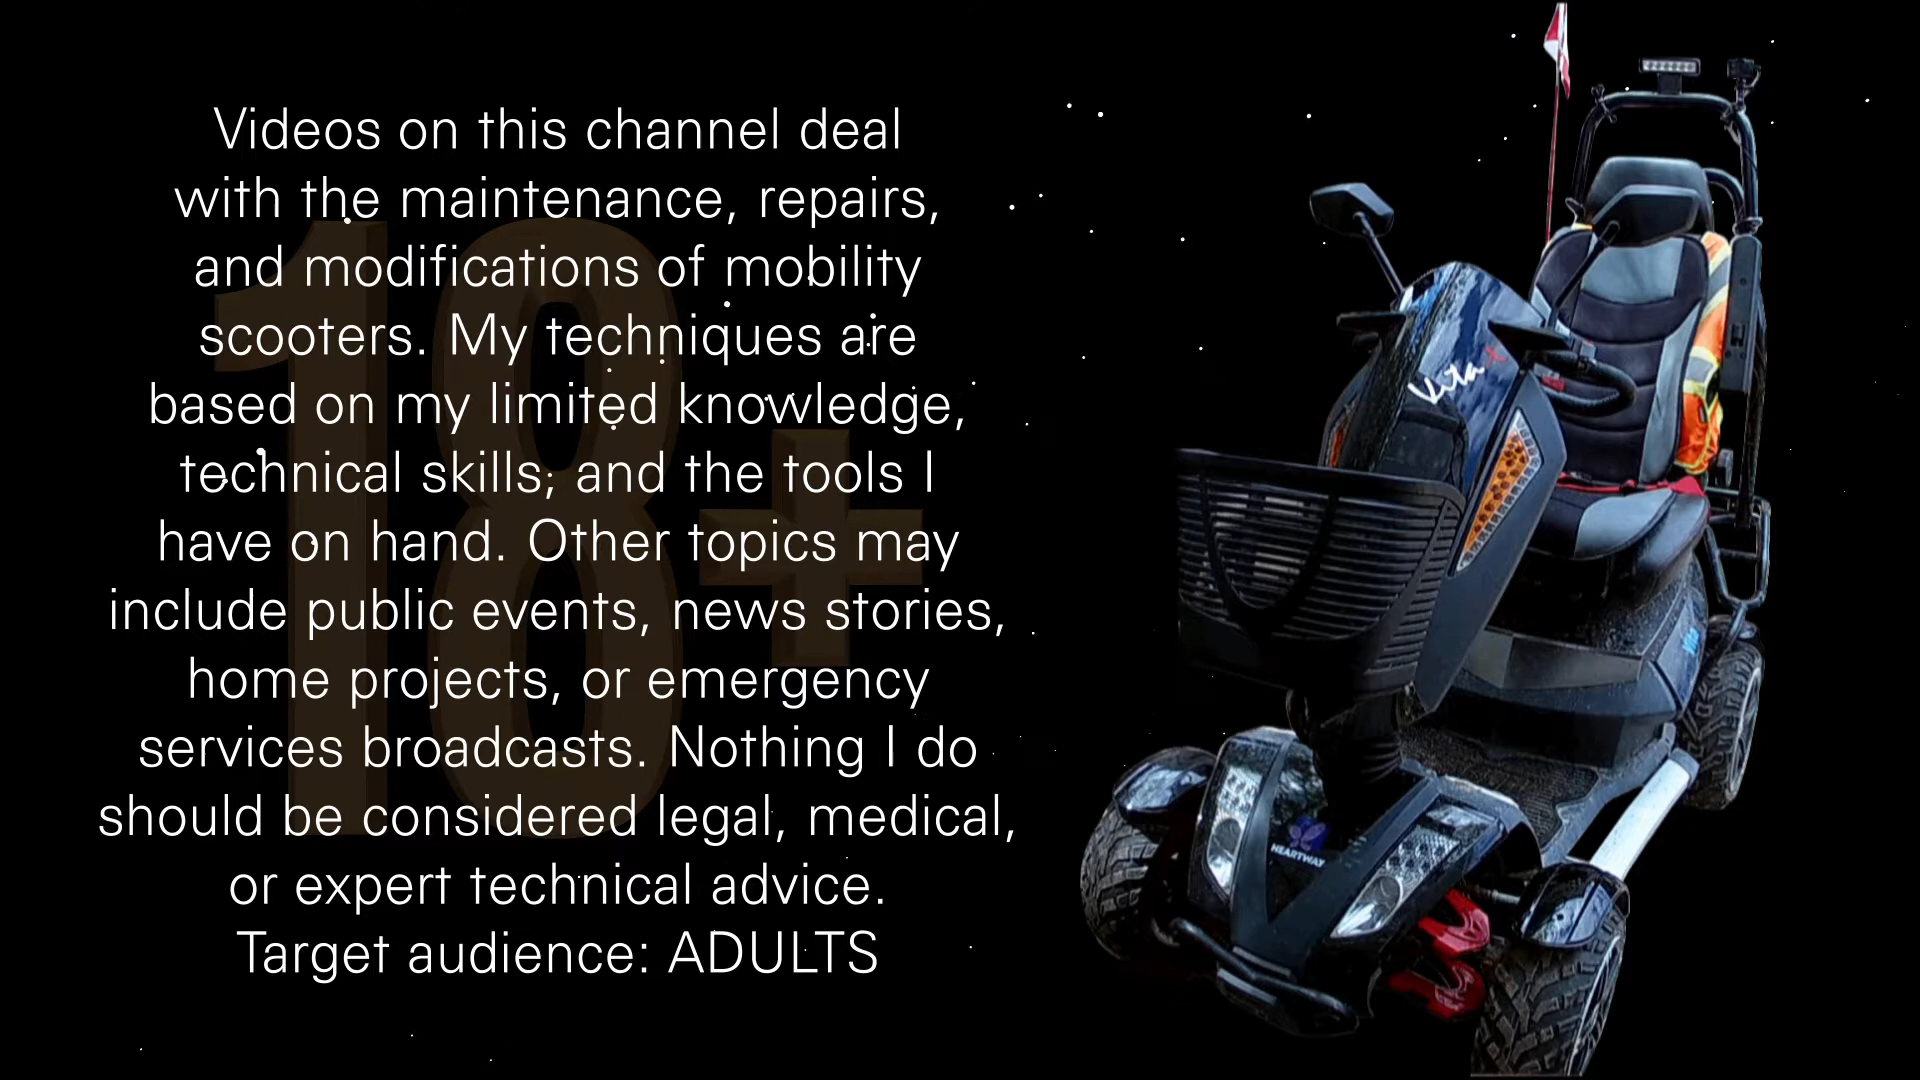 Videos on this channel deal
with the maintenance, repairs,
and modifications of mobility
scooters. My techniques are
based on my limited knowledge,
technical skills, and the tools I
have on hand. Other topics may
include public events, news stories,
home projects, or emergency
services broadcasts. Nothing I do
should be considered legal, medical,
or expert technical advice.
Target audience: ADULTS
18+
Vita X
HEARTWAY